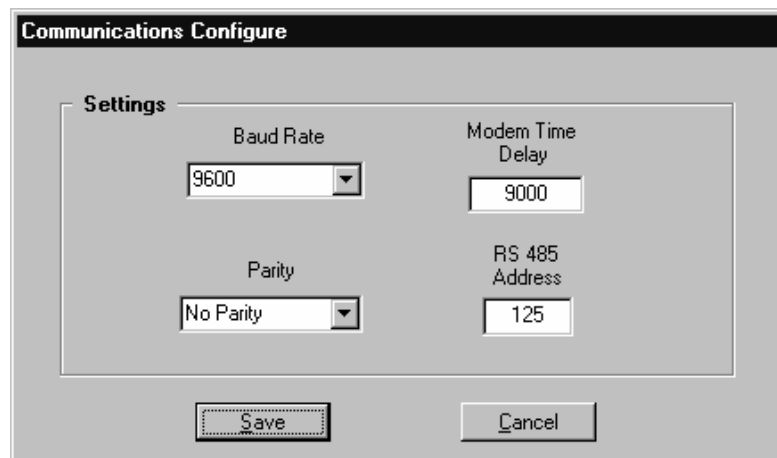 Communications Configure
Settings
Baud Rate
9600
Modem Time
Delay
9000
Parity
No Parity
RS 485
Address
125
Save
Cancel